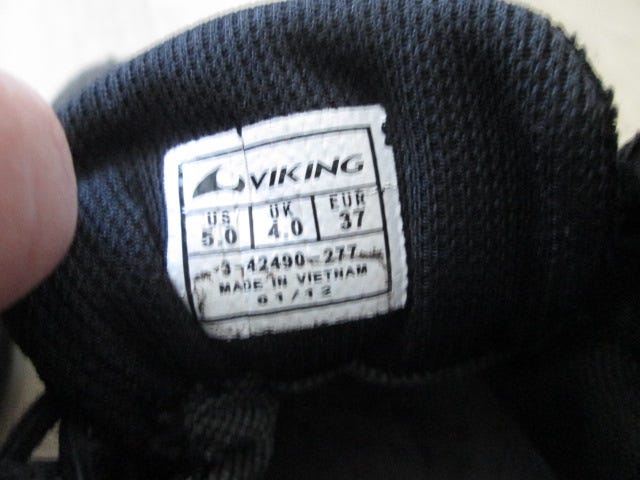 VIKING
US UK EUR
5.0 4.0 37
3-42490-277
MADE IN VIETNAM
01/12